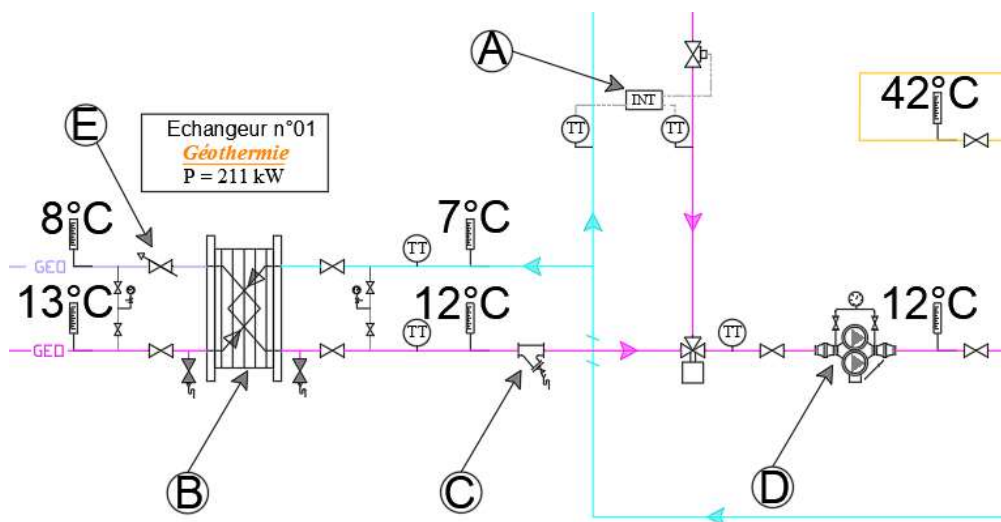 A
INT
TT
TT
42°C
E
Echangeur n°01
Géothermie
P = 211 kW
8°C
7°C
TT
GEO
13°C
12°C
TT
TT
12°C
GEO
B
C
D